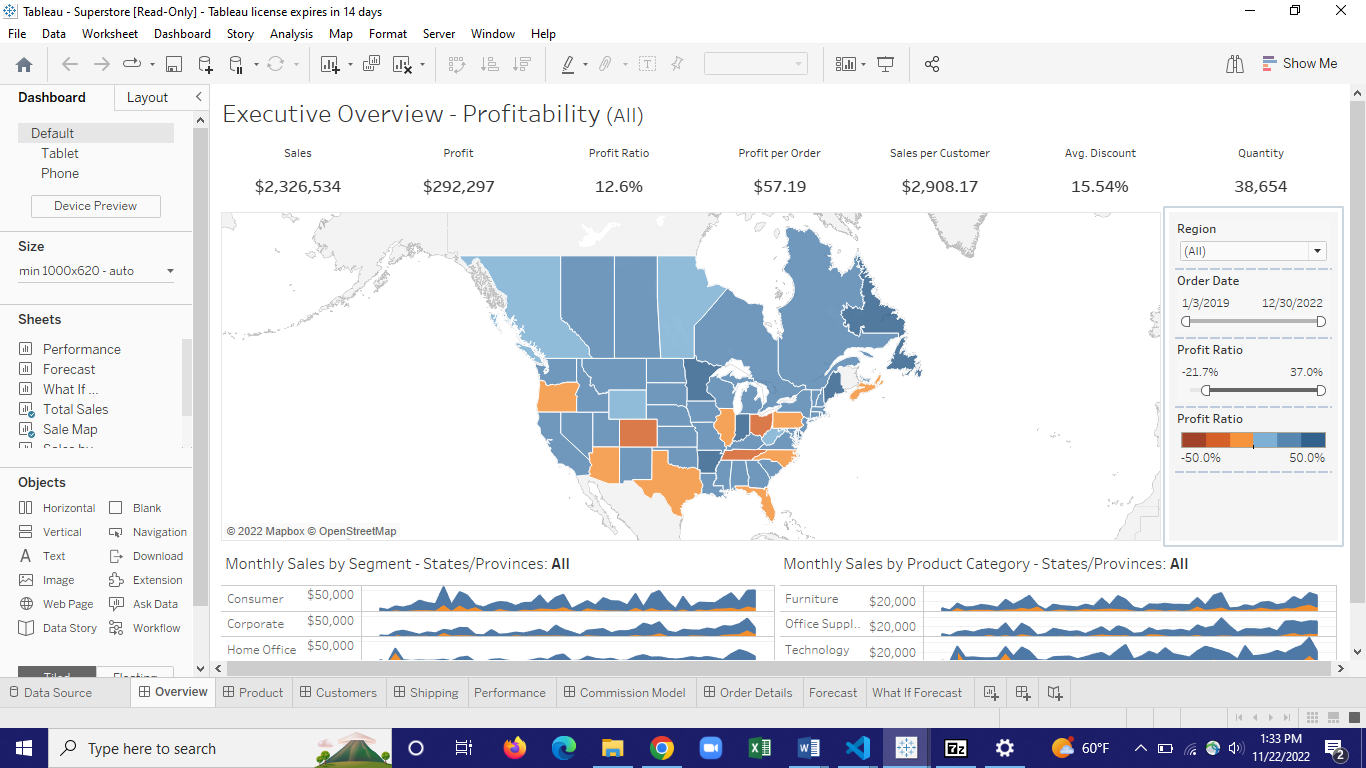 Tableau - Superstore [Read-Only] - Tableau license expires in 14 days
File Data Worksheet Dashboard Story Analysis Map Format Server Window Help
Show Me
Dashboard Layout
Default
Tablet
Phone
Device Preview
Size
min 1000x620 - auto
Sheets
Performance
Forecast
What If ...
Total Sales
Sale Map
Sales by
Objects
Horizontal Blank
Vertical Navigation
Text Download
Image Extension
Web Page Ask Data
Data Story Workflow
Tiled Floating
Executive Overview - Profitability (All)
Sales Profit Profit Ratio Profit per Order Sales per Customer Avg. Discount Quantity
$2,326,534 $292,297 12.6% $57.19 $2,908.17 15.54% 38,654
Region
(All)
Order Date
1/3/2019 12/30/2022
Profit Ratio
-21.7% 37.0%
Profit Ratio
-50.0% 50.0%
© 2022 Mapbox © OpenStreetMap
Monthly Sales by Segment - States/Provinces: All
Consumer $50,000
Corporate $50,000
Home Office $50,000
Monthly Sales by Product Category - States/Provinces: All
Furniture $20,000
Office Suppl.. $20,000
Technology $20,000
Data Source Overview Product Customers Shipping Performance Commission Model Order Details Forecast What If Forecast
Type here to search
7z
60°F
1:33 PM
11/22/2022
2